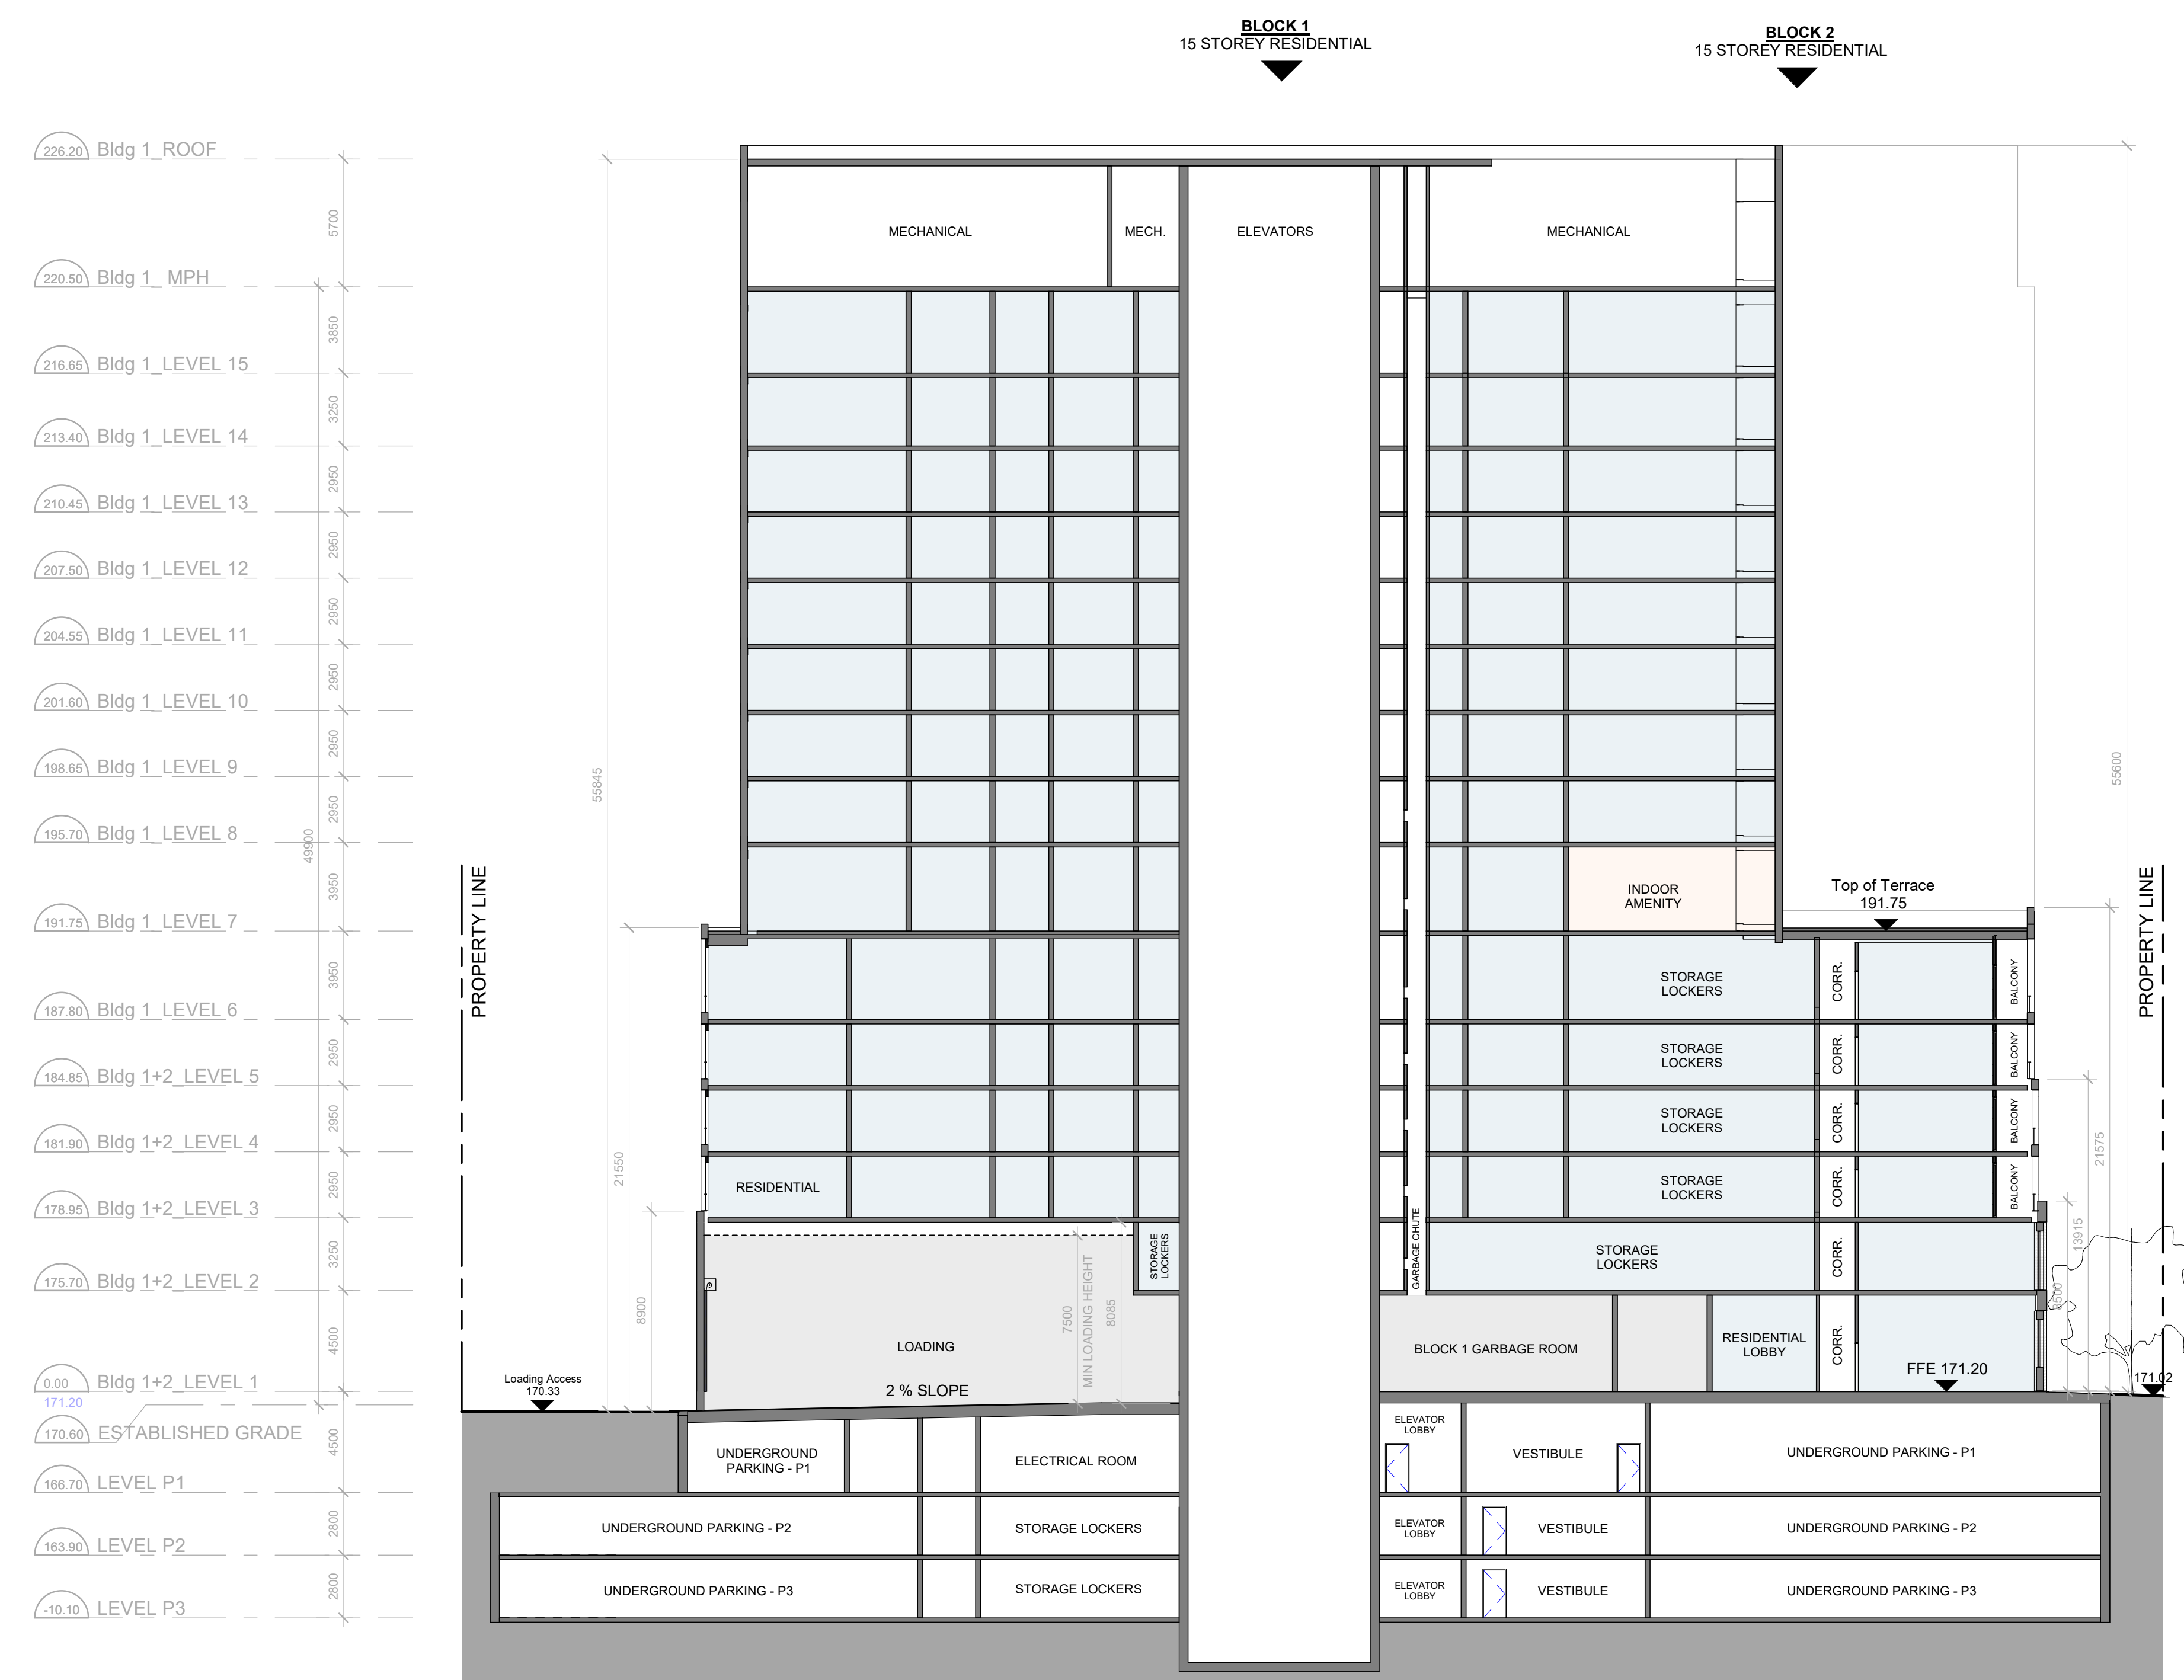 BLOCK 1
15 STOREY RESIDENTIAL
BLOCK 2
15 STOREY RESIDENTIAL
226.20 Bldg 1_ROOF
5700
220.50 Bldg 1_ MPH
3850
216.65 Bldg 1_LEVEL 15
3250
213.40 Bldg 1_LEVEL 14
2950
210.45 Bldg 1_LEVEL 13
2950
207.50 Bldg 1_LEVEL 12
2950
204.55 Bldg 1_LEVEL 11
2950
201.60 Bldg 1_LEVEL 10
2950
198.65 Bldg 1_LEVEL 9
2950
195.70 Bldg 1_LEVEL 8
49900
3950
191.75 Bldg 1_LEVEL 7
3950
187.80 Bldg 1_LEVEL 6
2950
184.85 Bldg 1+2_LEVEL 5
2950
181.90 Bldg 1+2_LEVEL 4
2950
178.95 Bldg 1+2_LEVEL 3
3250
175.70 Bldg 1+2_LEVEL 2
4500
0.00 Bldg 1+2_LEVEL 1
171.20
170.60 ESTABLISHED GRADE
4500
166.70 LEVEL P1
2800
163.90 LEVEL P2
2800
-10.10 LEVEL P3
MECHANICAL
MECH.
ELEVATORS
MECHANICAL
55845
55600
PROPERTY LINE
PROPERTY LINE
INDOOR
AMENITY
Top of Terrace
191.75
STORAGE
LOCKERS
CORR.
BALCONY
STORAGE
LOCKERS
CORR.
BALCONY
STORAGE
LOCKERS
CORR.
BALCONY
21550
21575
RESIDENTIAL
STORAGE
LOCKERS
CORR.
BALCONY
13915
GARBAGE CHUTE
STORAGE
LOCKERS
STORAGE
LOCKERS
CORR.
8900
7500
MIN LOADING HEIGHT
8085
8500
LOADING
2 % SLOPE
BLOCK 1 GARBAGE ROOM
RESIDENTIAL
LOBBY
CORR.
FFE 171.20
Loading Access
170.33
171.02
UNDERGROUND
PARKING - P1
ELECTRICAL ROOM
ELEVATOR
LOBBY
VESTIBULE
UNDERGROUND PARKING - P1
UNDERGROUND PARKING - P2
STORAGE LOCKERS
ELEVATOR
LOBBY
VESTIBULE
UNDERGROUND PARKING - P2
UNDERGROUND PARKING - P3
STORAGE LOCKERS
ELEVATOR
LOBBY
VESTIBULE
UNDERGROUND PARKING - P3